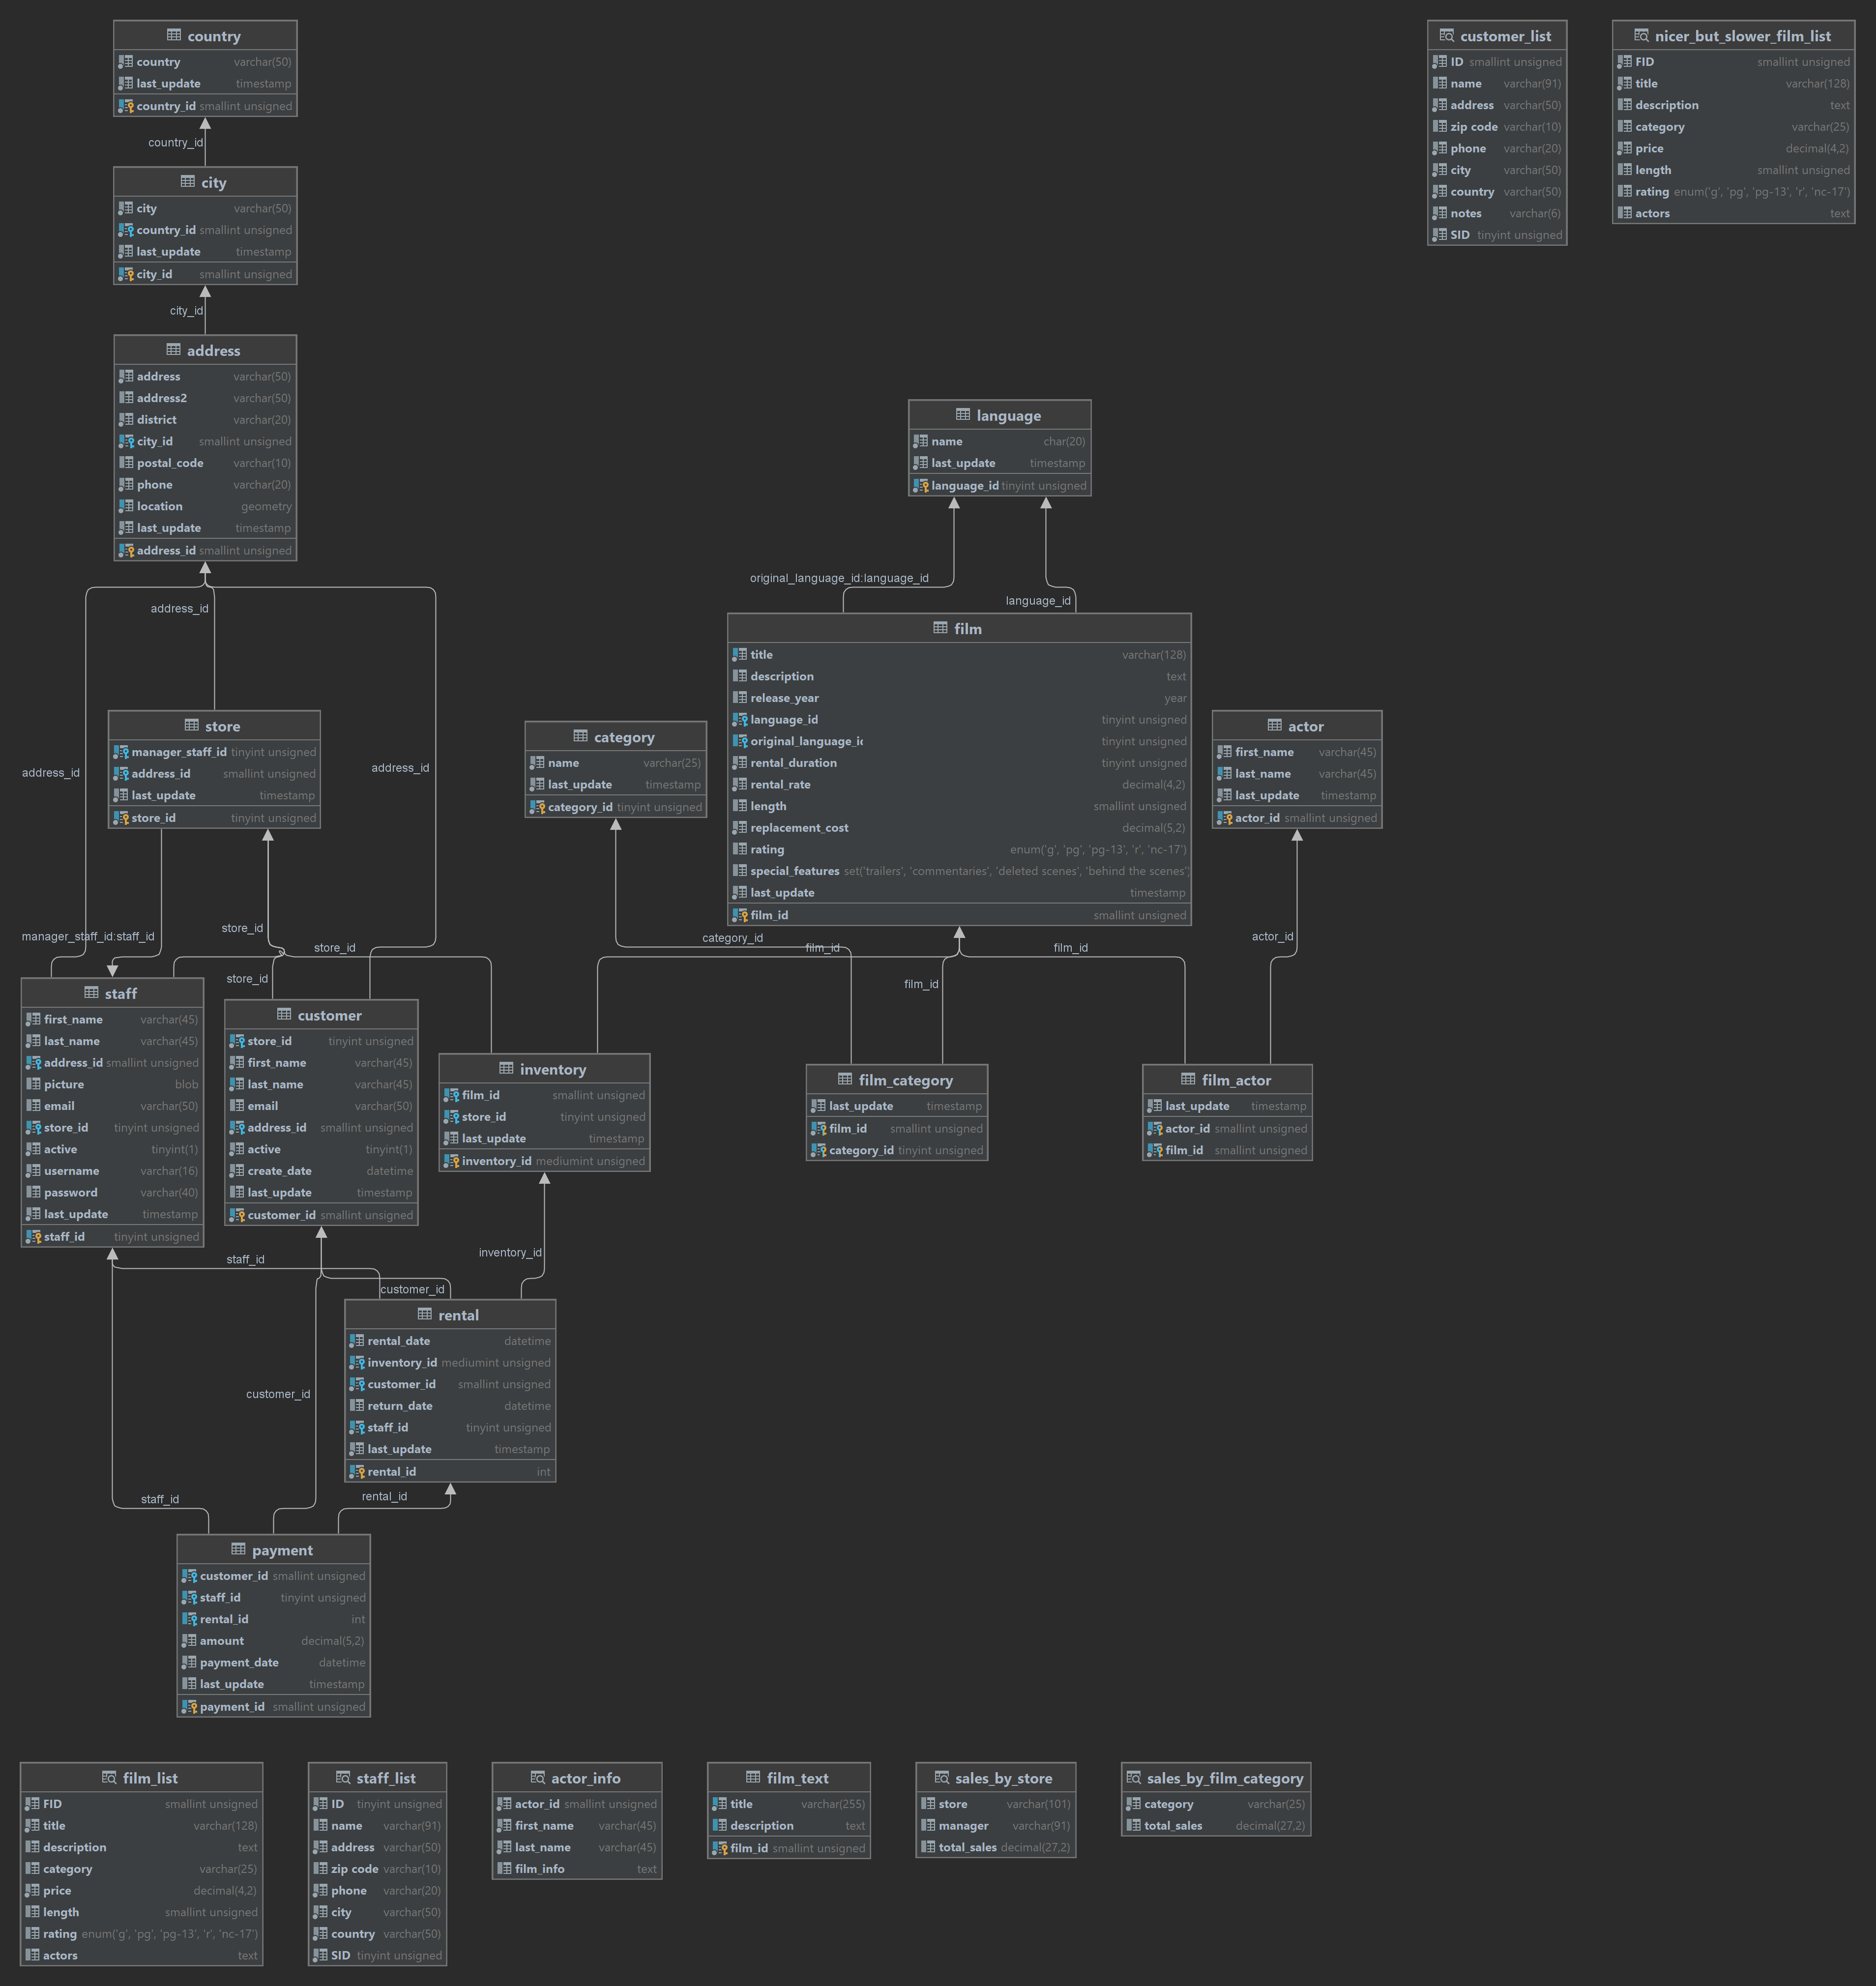 country
country varchar(50)
last_update timestamp
country_id smallint unsigned
country_id
city
city varchar(50)
country_id smallint unsigned
last_update timestamp
city_id smallint unsigned
city_id
address
address varchar(50)
address2 varchar(50)
district varchar(20)
city_id smallint unsigned
postal_code varchar(10)
phone varchar(20)
location geometry
last_update timestamp
address_id smallint unsigned
address_id
address_id
address_id
store
manager_staff_id tinyint unsigned
address_id smallint unsigned
last_update timestamp
store_id tinyint unsigned
manager_staff_id:staff_id
store_id
store_id
store_id
customer_list
ID smallint unsigned
name varchar(91)
address varchar(50)
zip code varchar(10)
phone varchar(20)
city varchar(50)
country varchar(50)
notes varchar(6)
SID tinyint unsigned
nicer_but_slower_film_list
FID smallint unsigned
title varchar(128)
description text
category varchar(25)
price decimal(4,2)
length smallint unsigned
rating enum('g', 'pg', 'pg-13', 'r', 'nc-17')
actors text
language
name char(20)
last_update timestamp
language_id tinyint unsigned
original_language_id:language_id
language_id
film
title varchar(128)
description text
release_year year
language_id tinyint unsigned
original_language_id tinyint unsigned
rental_duration tinyint unsigned
rental_rate decimal(4,2)
length smallint unsigned
replacement_cost decimal(5,2)
rating enum('g', 'pg', 'pg-13', 'r', 'nc-17')
special_features set('trailers', 'commentaries', 'deleted scenes', 'behind the scenes')
last_update timestamp
film_id smallint unsigned
category
name varchar(25)
last_update timestamp
category_id tinyint unsigned
actor
first_name varchar(45)
last_name varchar(45)
last_update timestamp
actor_id smallint unsigned
category_id
film_id
film_id
film_id
actor_id
staff
first_name varchar(45)
last_name varchar(45)
address_id smallint unsigned
picture blob
email varchar(50)
store_id tinyint unsigned
active tinyint(1)
username varchar(16)
password varchar(40)
last_update timestamp
staff_id tinyint unsigned
customer
store_id tinyint unsigned
first_name varchar(45)
last_name varchar(45)
email varchar(50)
address_id smallint unsigned
active tinyint(1)
create_date datetime
last_update timestamp
customer_id smallint unsigned
inventory
film_id smallint unsigned
store_id tinyint unsigned
last_update timestamp
inventory_id mediumint unsigned
film_category
last_update timestamp
film_id smallint unsigned
category_id tinyint unsigned
film_actor
last_update timestamp
actor_id smallint unsigned
film_id smallint unsigned
staff_id
customer_id
inventory_id
rental
rental_date datetime
inventory_id mediumint unsigned
customer_id smallint unsigned
return_date datetime
staff_id tinyint unsigned
last_update timestamp
rental_id int
customer_id
staff_id
rental_id
payment
customer_id smallint unsigned
staff_id tinyint unsigned
rental_id int
amount decimal(5,2)
payment_date datetime
last_update timestamp
payment_id smallint unsigned
film_list
FID smallint unsigned
title varchar(128)
description text
category varchar(25)
price decimal(4,2)
length smallint unsigned
rating enum('g', 'pg', 'pg-13', 'r', 'nc-17')
actors text
staff_list
ID tinyint unsigned
name varchar(91)
address varchar(50)
zip code varchar(10)
phone varchar(20)
city varchar(50)
country varchar(50)
SID tinyint unsigned
actor_info
actor_id smallint unsigned
first_name varchar(45)
last_name varchar(45)
film_info text
film_text
title varchar(255)
description text
film_id smallint unsigned
sales_by_store
store varchar(101)
manager varchar(91)
total_sales decimal(27,2)
sales_by_film_category
category varchar(25)
total_sales decimal(27,2)